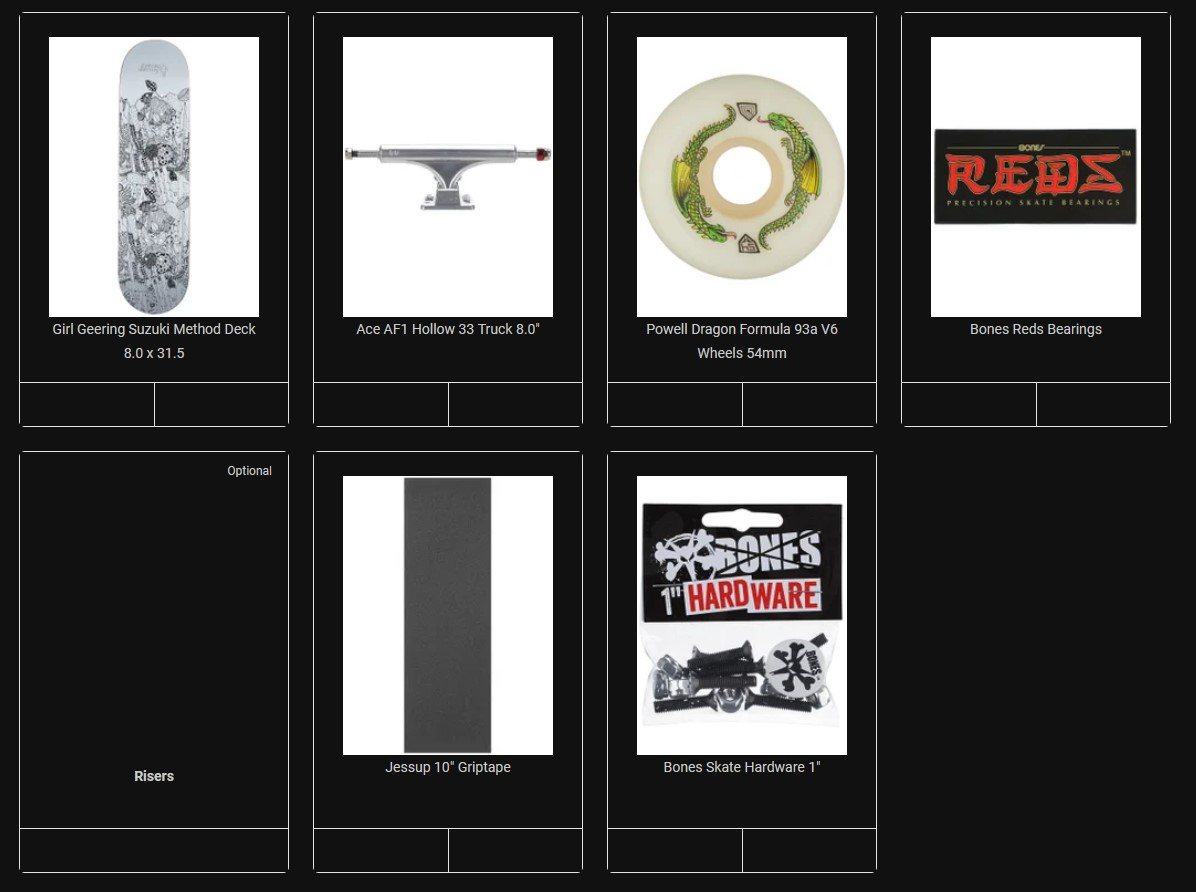 Girl Geering Suzuki Method Deck
8.0 x 31.5
Ace AF1 Hollow 33 Truck 8.0"
Powell Dragon Formula 93a V6
Wheels 54mm
BONES
REDS™
PRECISION SKATE BEARINGS
Bones Reds Bearings
Optional
Risers
Jessup 10" Griptape
BONES
1" HARDWARE
BONES
Bones Skate Hardware 1"